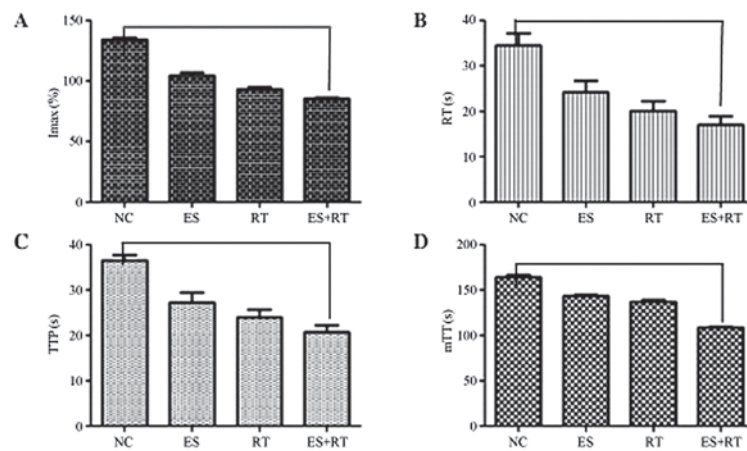 A
150
100
50
0
Imax (%)
NC ES RT ES+RT
B
40
30
20
10
0
RT (s)
NC ES RT ES+RT
C
40
30
20
10
0
TTP (s)
NC ES RT ES+RT
D
200
150
100
50
0
mTT (s)
NC ES RT ES+RT